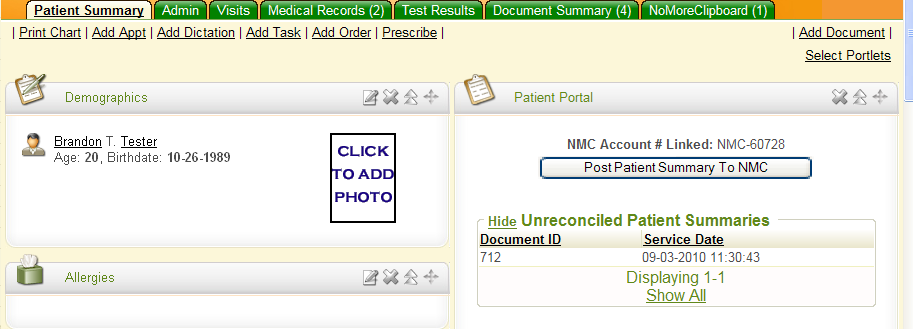 Patient Summary Admin Visits Medical Records (2) Test Results Document Summary (4) NoMoreClipboard (1)
| Print Chart | Add Appt | Add Dictation | Add Task | Add Order | Prescribe | | Add Document |
Select Portlets
Demographics
Brandon T. Tester
Age: 20, Birthdate: 10-26-1989
CLICK
TO ADD
PHOTO
Allergies
Patient Portal
NMC Account # Linked: NMC-60728
Post Patient Summary To NMC
Hide Unreconciled Patient Summaries
Document ID Service Date
712 09-03-2010 11:30:43
Displaying 1-1
Show All